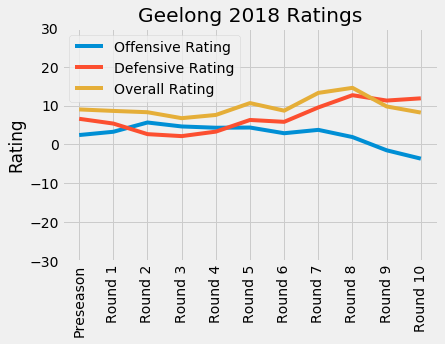 Geelong 2018 Ratings
Offensive Rating
Defensive Rating
Overall Rating
Rating
30
20
10
0
−10
−20
−30
Preseason
Round 1
Round 2
Round 3
Round 4
Round 5
Round 6
Round 7
Round 8
Round 9
Round 10